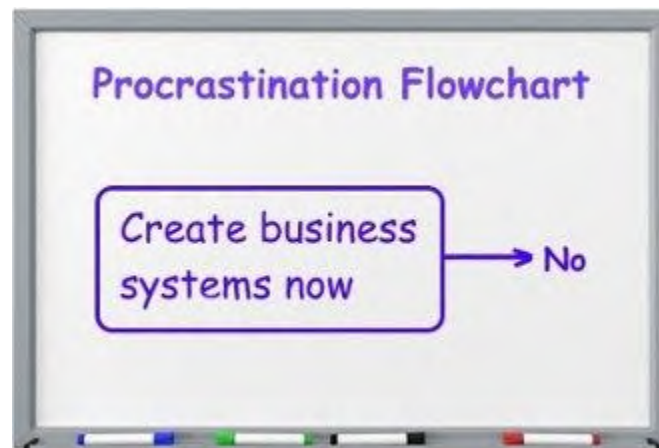 Procrastination Flowchart
Create business
systems now
No